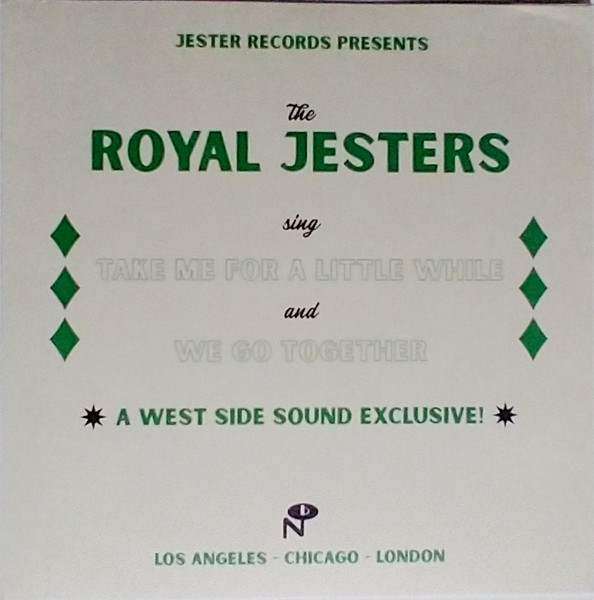 JESTER RECORDS PRESENTS
the
ROYAL JESTERS
sing
TAKE ME FOR A LITTLE WHILE
and
WE GO TOGETHER
A WEST SIDE SOUND EXCLUSIVE!
N
LOS ANGELES - CHICAGO - LONDON